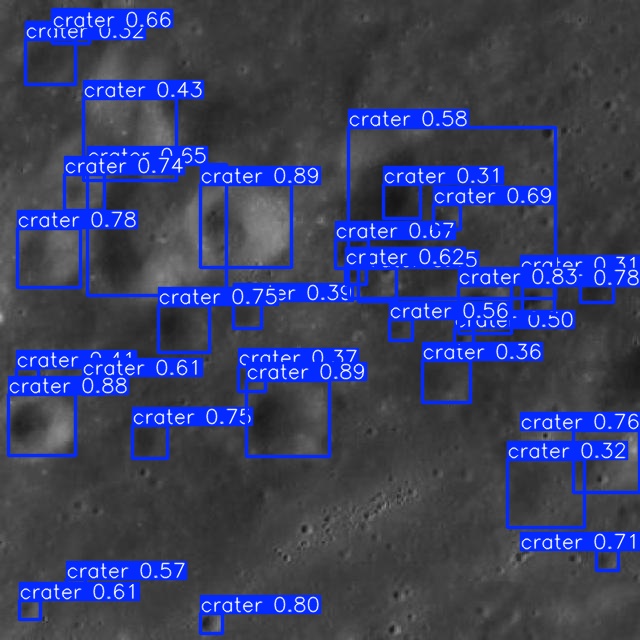 crater 0.66
crater 0.52
crater 0.43
crater 0.58
crater 0.65
crater 0.74
crater 0.89
crater 0.31
crater 0.69
crater 0.78
crater 0.67
crater 0.62
crater 0.31
crater 0.83
0.78
crater 0.75
0.39
crater 0.56
crater 0.50
crater 0.36
crater 0.41
crater 0.61
crater 0.37
crater 0.88
crater 0.89
crater 0.75
crater 0.76
crater 0.32
crater 0.71
crater 0.57
crater 0.61
crater 0.80